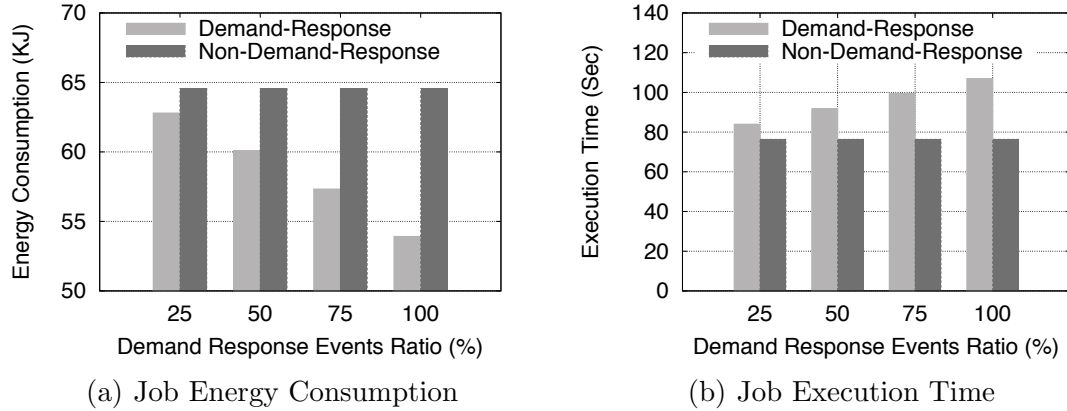 Energy Consumption (KJ)
70
65
60
55
50
Demand-Response
Non-Demand-Response
25 50 75 100
Demand Response Events Ratio (%)
(a) Job Energy Consumption
Execution Time (Sec)
140
120
100
80
60
40
20
0
Demand-Response
Non-Demand-Response
25 50 75 100
Demand Response Events Ratio (%)
(b) Job Execution Time